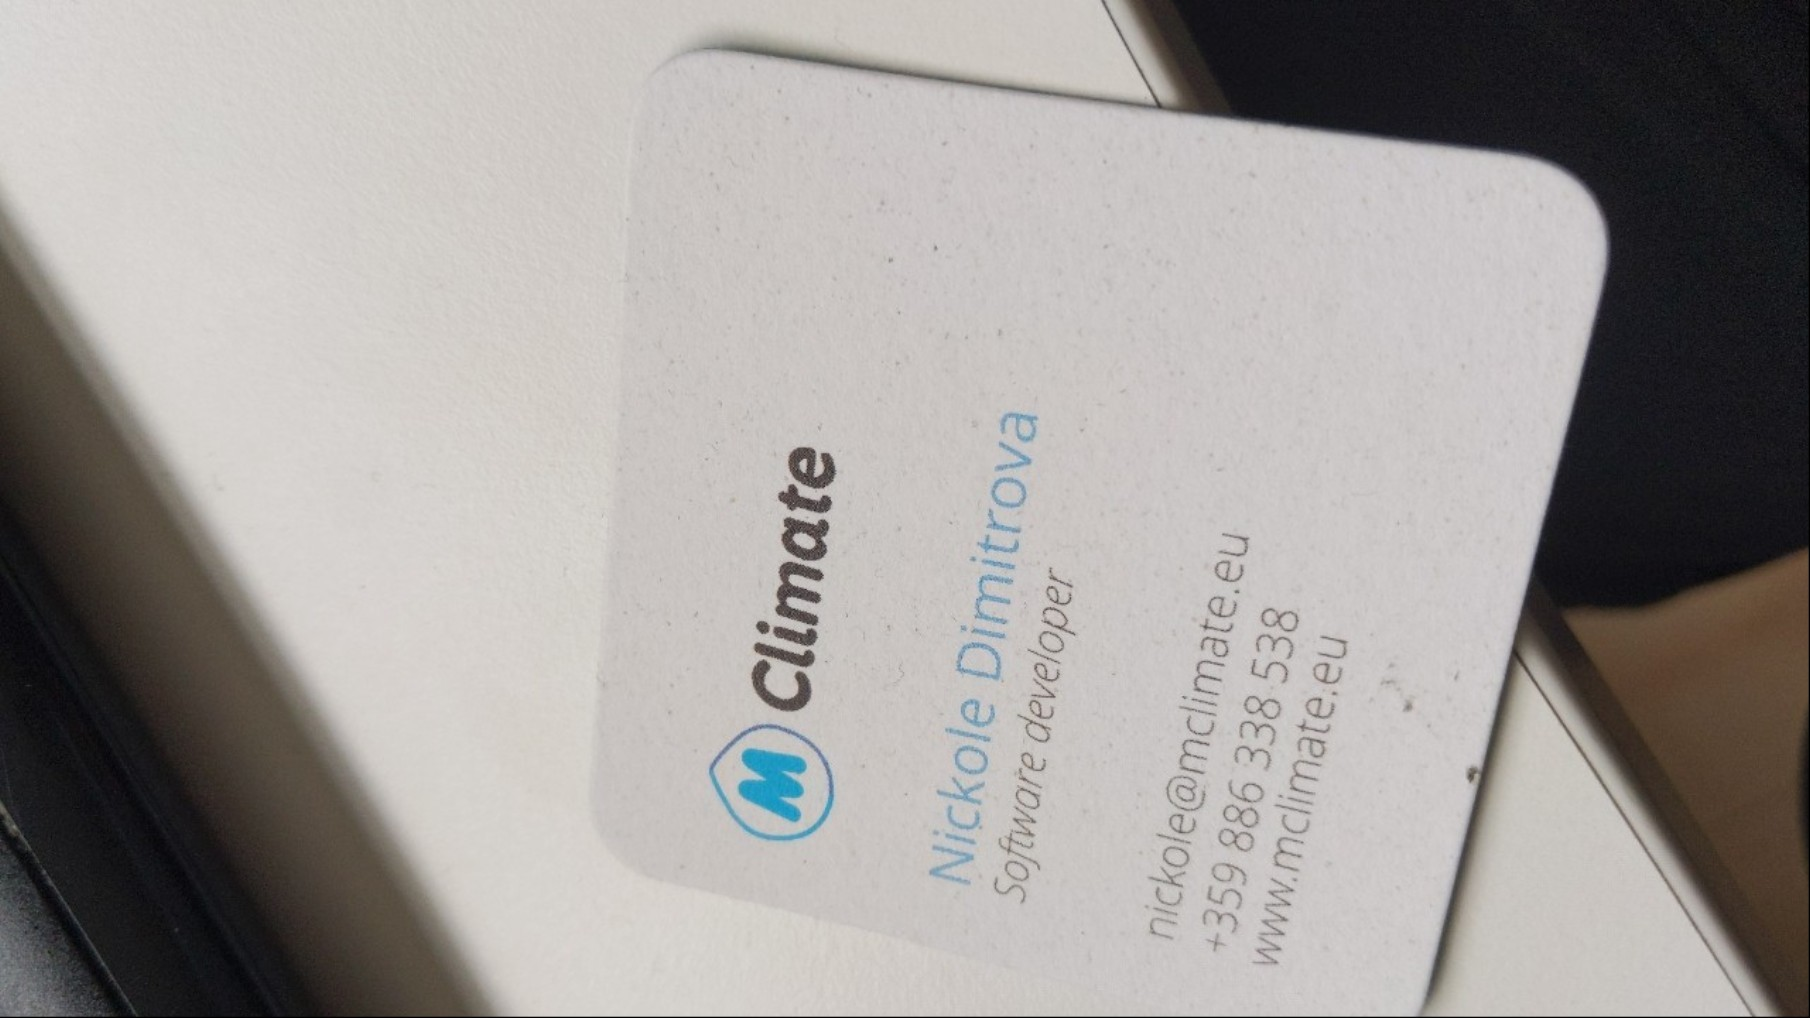 M Climate
Nickole Dimitrova
Software developer
nickole@mclimate.eu
+359 886 338 538
www.mclimate.eu